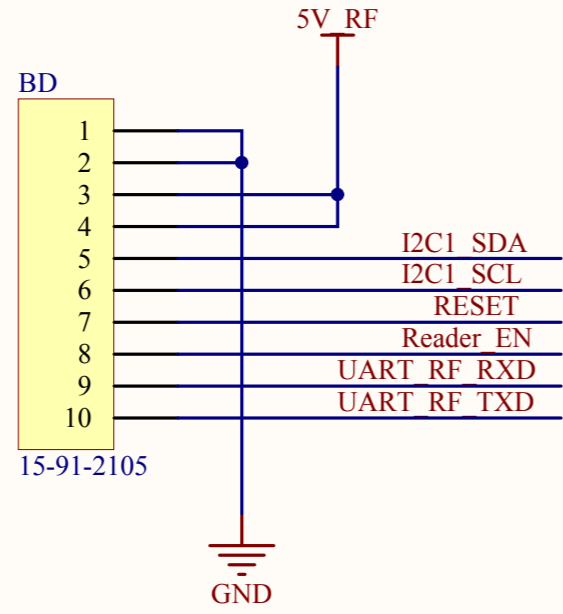 5V_RF
BD
1
2
3
4
5 I2C1_SDA
6 I2C1_SCL
7 RESET
8 Reader_EN
9 UART_RF_RXD
10 UART_RF_TXD
15-91-2105
GND